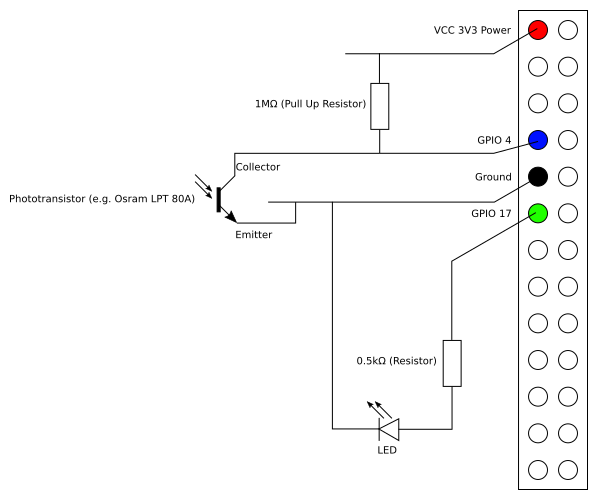 VCC 3V3 Power
1MΩ (Pull Up Resistor)
GPIO 4
Collector
Ground
Phototransistor (e.g. Osram LPT 80A)
GPIO 17
Emitter
0.5kΩ (Resistor)
LED